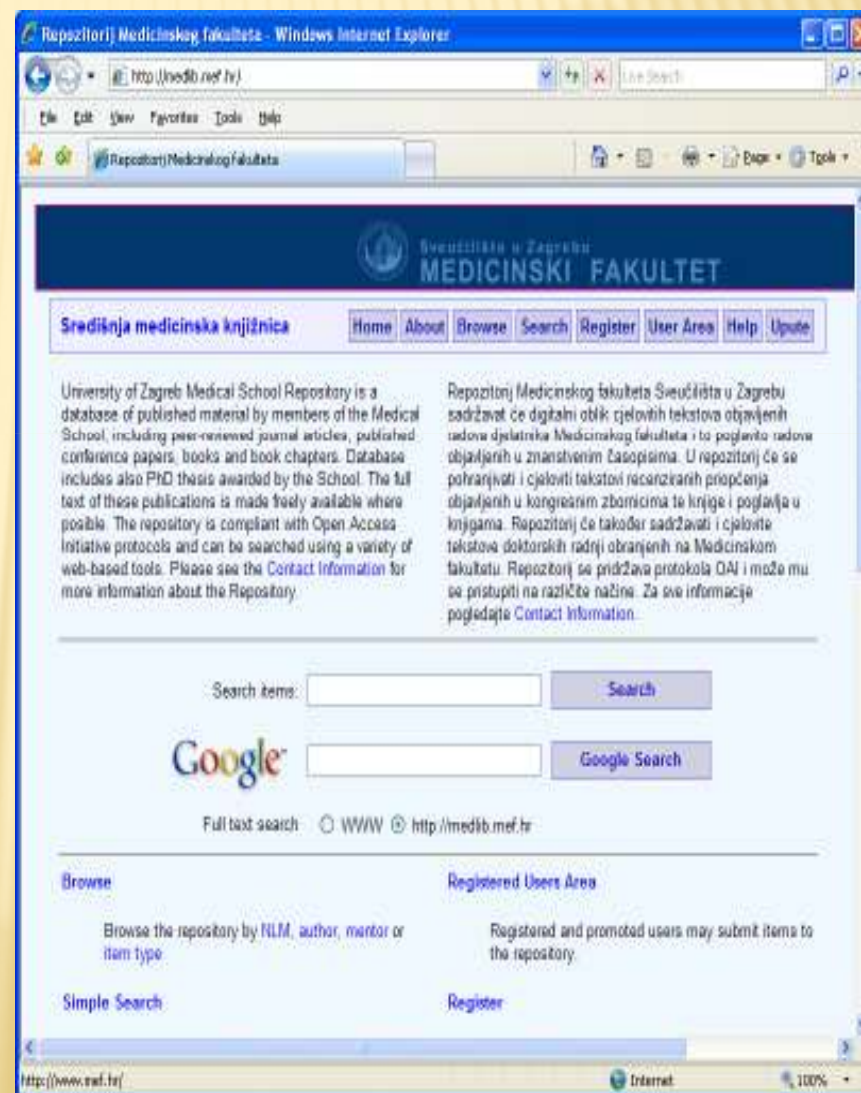 Repozitorij Medicinskog fakulteta - Windows Internet Explorer
http://medlib.mef.hr/
Live Search
File Edit View Favorites Tools Help
Repozitorij Medicinskog fakulteta
Page Tools
Sveučilište u Zagrebu
MEDICINSKI FAKULTET
Središnja medicinska knjižnica
Home About Browse Search Register User Area Help Upute
University of Zagreb Medical School Repository is a
database of published material by members of the Medical
School, including peer-reviewed journal articles, published
conference papers, books and book chapters. Database
includes also PhD thesis awarded by the School. The full
text of these publications is made freely available where
posible. The repository is compliant with Open Access
Initiative protocols and can be searched using a variety of
web-based tools. Please see the Contact Information for
more information about the Repository.
Repozitorij Medicinskog fakulteta Sveučilišta u Zagrebu
sadržavat će digitalni oblik cjelovitih tekstova objavljenih
radova djelatnika Medicinskog fakulteta i to poglavito radova
objavljenih u znanstvenim časopisima. U repozitorij će se
pohranjivati i cjeloviti tekstovi recenziranih priopćenja
objavljenih u kongresnim zbornicima te knjige i poglavlja u
knjigama. Repozitorij će također sadržavati i cjelovite
tekstove doktorskih radnji obranjenih na Medicinskom
fakultetu. Repozitorij se pridržava protokola OAI i može mu
se pristupiti na različite načine. Za sve informacije
pogledajte Contact Information.
Search items:
Search
Google
Google Search
Full text search WWW http://medlib.mef.hr
Browse
Browse the repository by NLM, author, mentor or
item type.
Registered Users Area
Registered and promoted users may submit items to
the repository.
Simple Search
Register
http://www.mef.hr/
Internet
100%